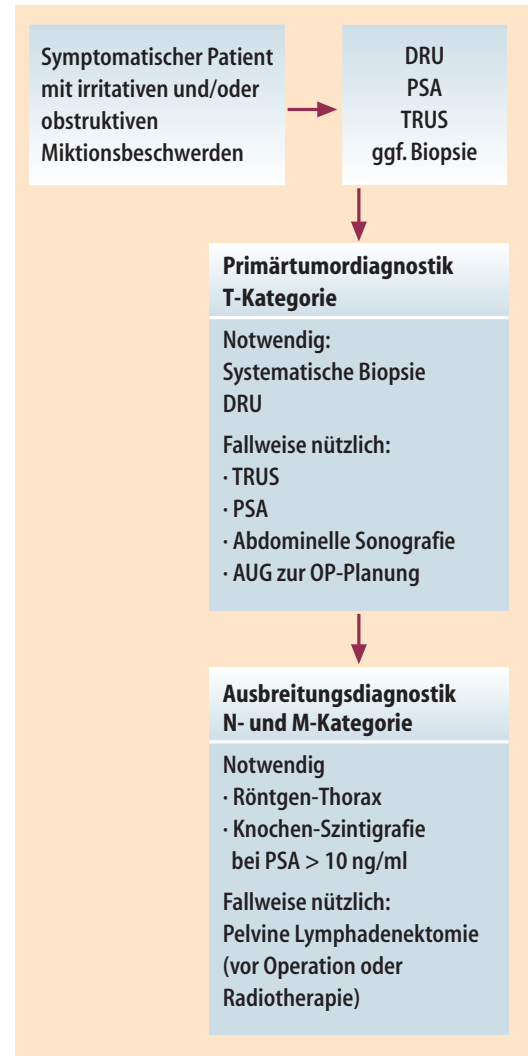 Symptomatischer Patient
mit irritativen und/oder
obstruktiven
Miktionsbeschwerden
DRU
PSA
TRUS
ggf. Biopsie
Primärtumordiagnostik
T-Kategorie
Notwendig:
Systematische Biopsie
DRU
Fallweise nützlich:
· TRUS
· PSA
· Abdominelle Sonografie
· AUG zur OP-Planung
Ausbreitungsdiagnostik
N- und M-Kategorie
Notwendig
· Röntgen-Thorax
· Knochen-Szintigrafie
bei PSA > 10 ng/ml
Fallweise nützlich:
Pelvine Lymphadenektomie
(vor Operation oder
Radiotherapie)